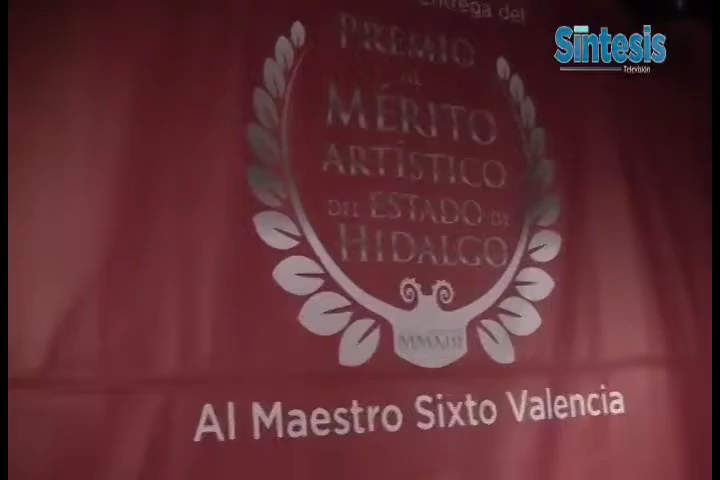 entrega del
PREMIO
AL
MÉRITO
ARTÍSTICO
DEL ESTADO DE
HIDALGO
MMXIII
Al Maestro Sixto Valencia
Síntesis
Televisión